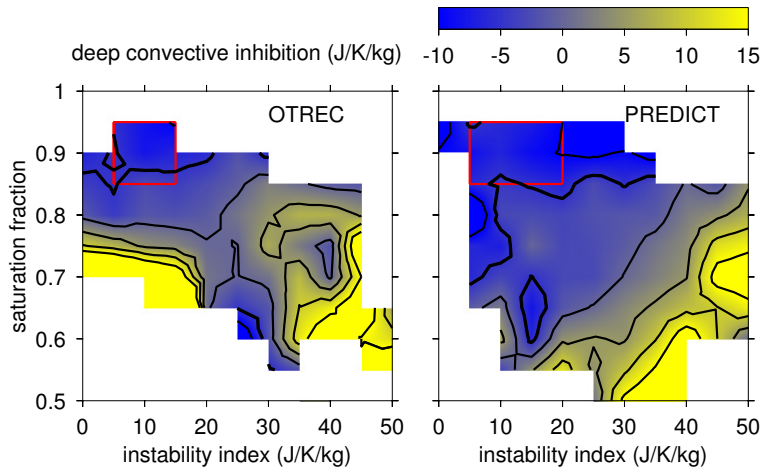 deep convective inhibition (J/K/kg)
-10 -5 0 5 10 15
OTREC
PREDICT
saturation fraction
1
0.9
0.8
0.7
0.6
0.5
0 10 20 30 40 50
0 10 20 30 40 50
instability index (J/K/kg)
instability index (J/K/kg)